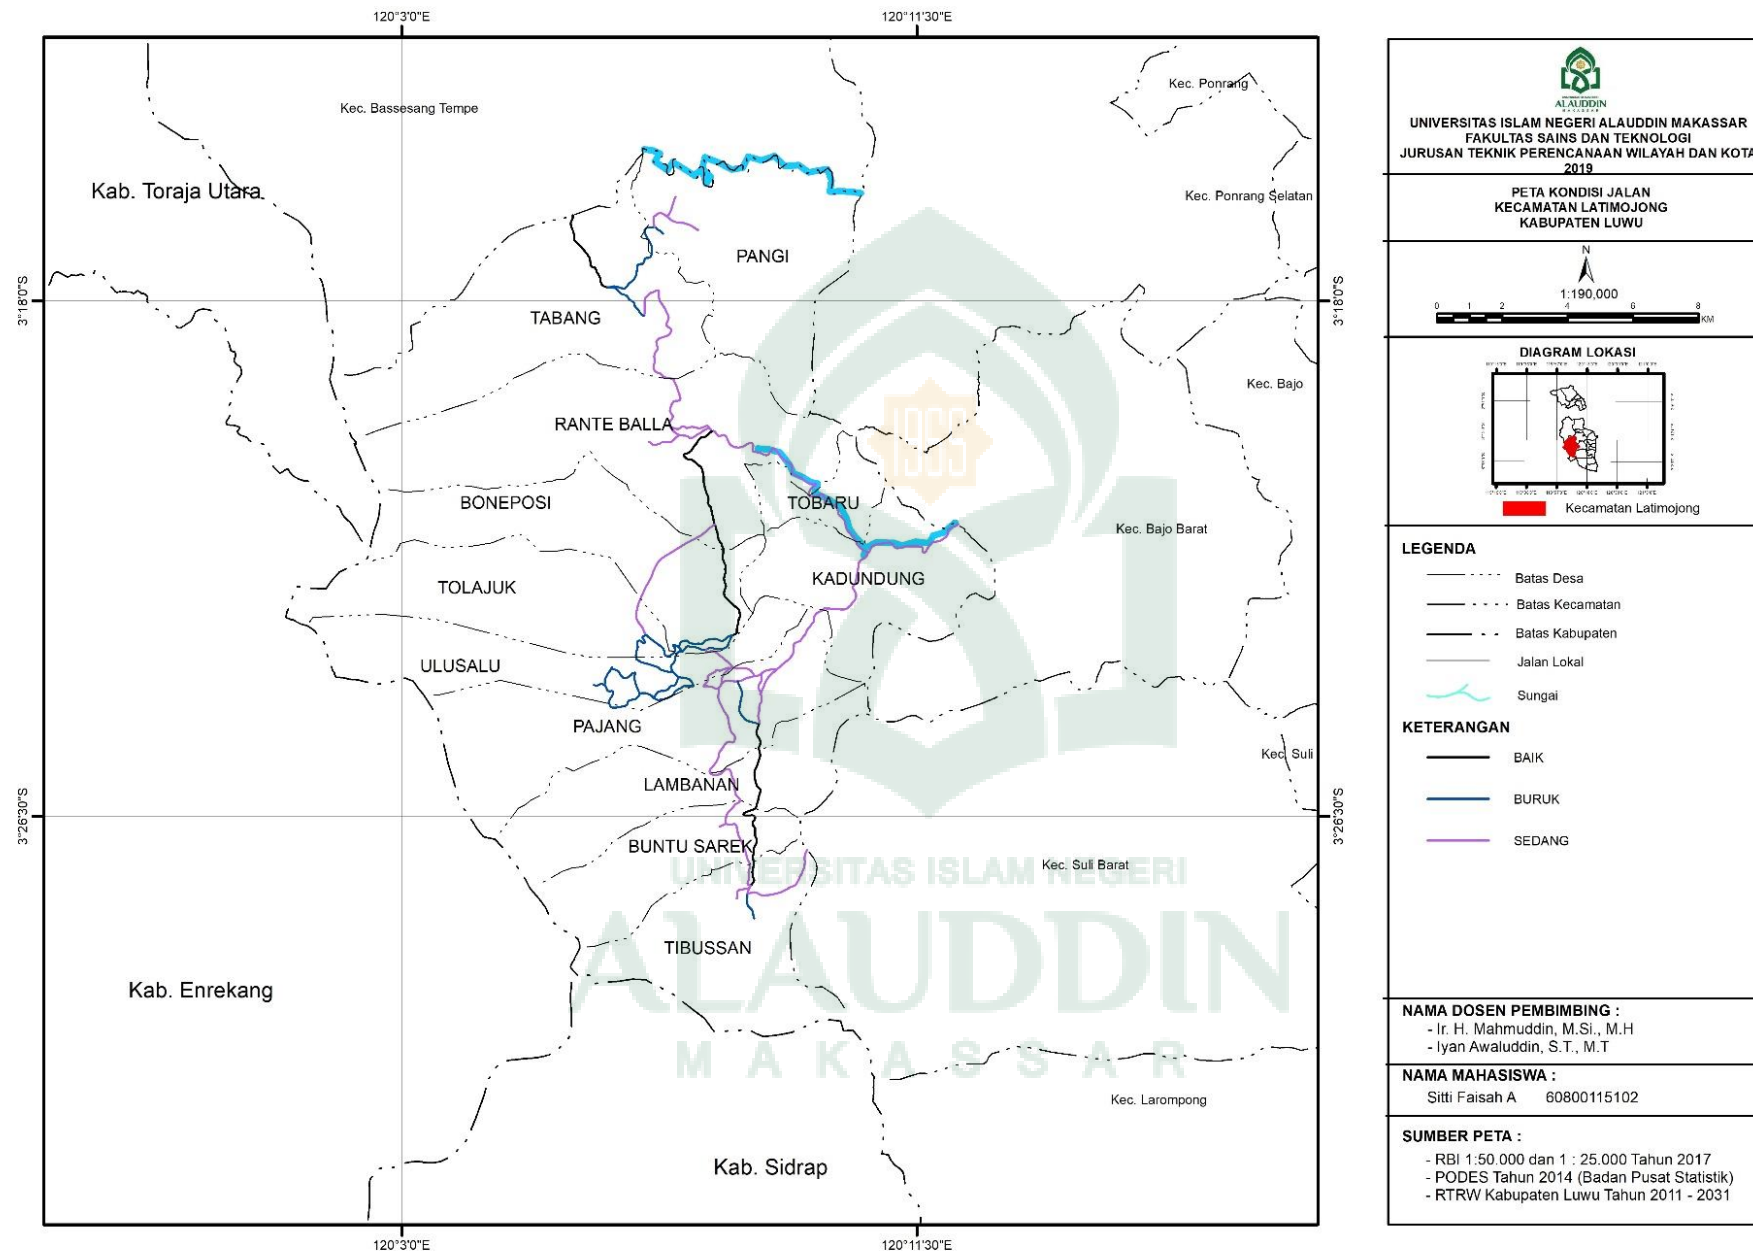 120°3'0"E
120°11'30"E
Kec. Bassesang Tempe
Kec. Ponrang
Kab. Toraja Utara
Kec. Ponrang Selatan
PANGI
3°18'0"S
3°18'0"S
TABANG
Kec. Bajo
RANTE BALLA
1965
BONEPOSI
TOBARU
Kec. Bajo Barat
KADUNDUNG
TOLAJUK
ULUSALU
PAJANG
Kec. Suli
LAMBANAN
3°26'30"S
3°26'30"S
BUNTU SAREK
Kec. Suli Barat
UNIVERSITAS ISLAM NEGERI
ALAUDDIN
MAKASSAR
TIBUSSAN
Kab. Enrekang
Kec. Larompong
Kab. Sidrap
120°3'0"E
120°11'30"E
ALAUDDIN
MAKASSAR
UNIVERSITAS ISLAM NEGERI ALAUDDIN MAKASSAR
FAKULTAS SAINS DAN TEKNOLOGI
JURUSAN TEKNIK PERENCANAAN WILAYAH DAN KOTA
2019
PETA KONDISI JALAN
KECAMATAN LATIMOJONG
KABUPATEN LUWU
N
1:190,000
0 1 2 4 6 8
KM
DIAGRAM LOKASI
Kecamatan Latimojong
LEGENDA
Batas Desa
Batas Kecamatan
Batas Kabupaten
Jalan Lokal
Sungai
KETERANGAN
BAIK
BURUK
SEDANG
NAMA DOSEN PEMBIMBING :
- Ir. H. Mahmuddin, M.Si., M.H
- Iyan Awaluddin, S.T., M.T
NAMA MAHASISWA :
Sitti Faisah A 60800115102
SUMBER PETA :
- RBI 1:50.000 dan 1 : 25.000 Tahun 2017
- PODES Tahun 2014 (Badan Pusat Statistik)
- RTRW Kabupaten Luwu Tahun 2011 - 2031